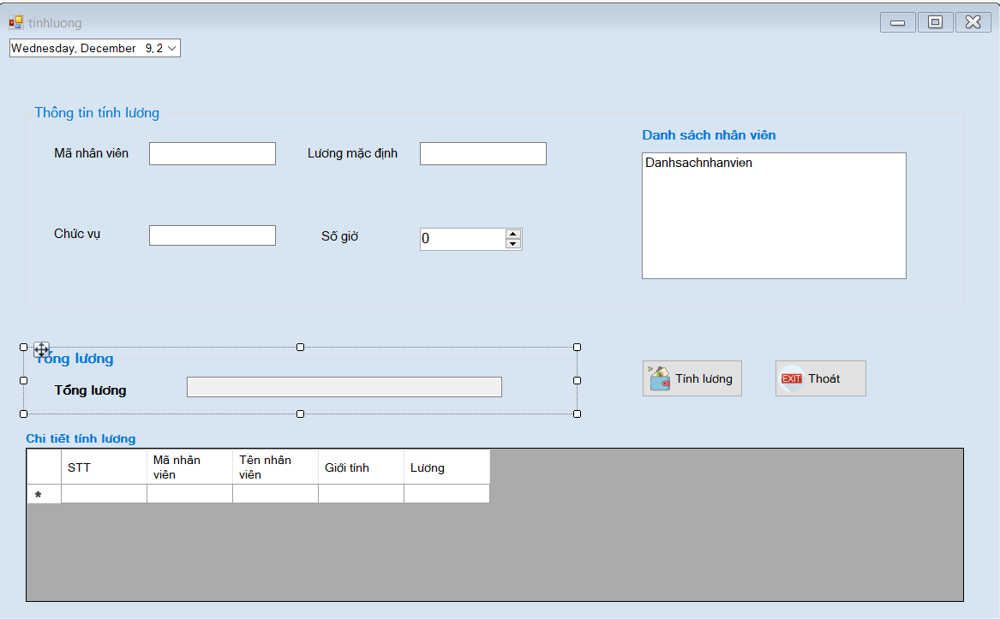 tinhluong
Wednesday, December 9, 2
Thông tin tính lương
Mã nhân viên
Lương mặc định
Danh sách nhân viên
Danhsachnhanvien
Chức vụ
Số giờ
0
Tổng lương
Tổng lương
Tính lương
EXIT
Thoát
Chi tiết tính lương
STT
Mã nhân
viên
Tên nhân
viên
Giới tính
Lương
*